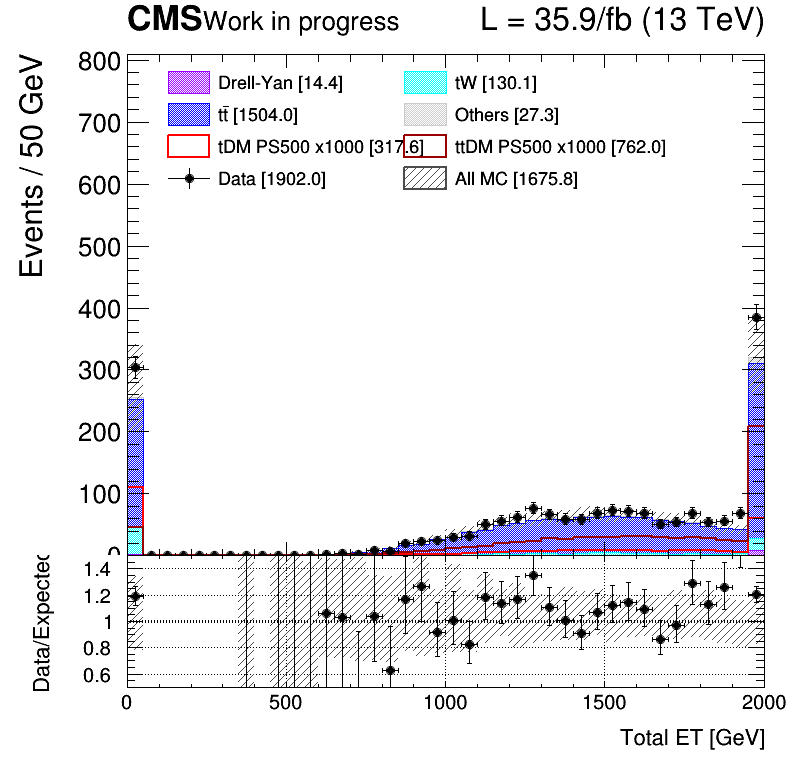 CMS Work in progress L = 35.9/fb (13 TeV)
Events / 50 GeV
800
700
600
500
400
300
200
100
0
Drell-Yan [14.4] tW [130.1]
tt̄ [1504.0] Others [27.3]
tDM PS500 x1000 [317.6] ttDM PS500 x1000 [762.0]
Data [1902.0] All MC [1675.8]
Data/Expected
1.4
1.2
1
0.8
0.6
0 500 1000 1500 2000
Total ET [GeV]